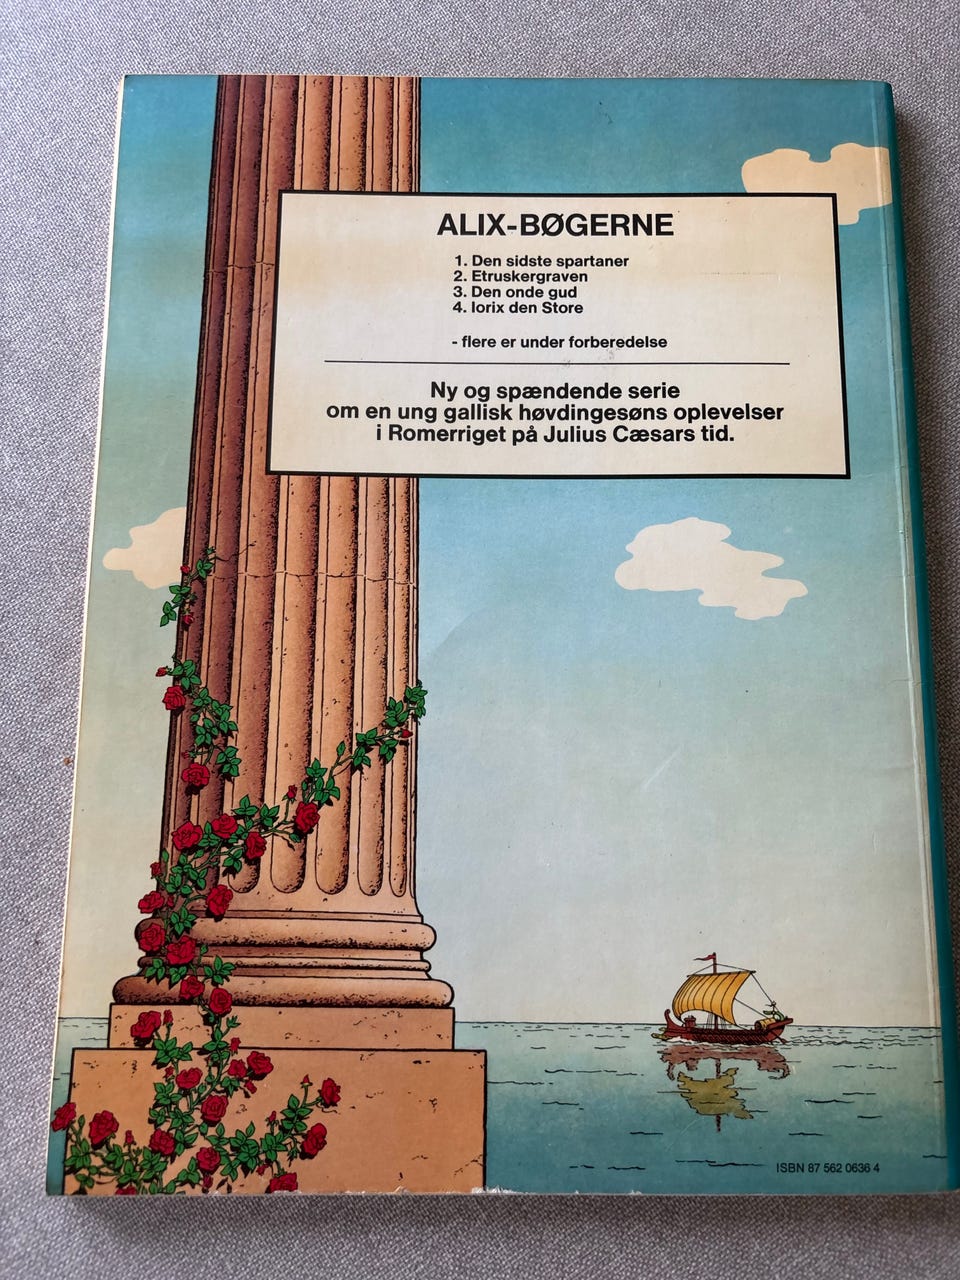 ALIX-BØGERNE
1. Den sidste spartaner
2. Etruskergraven
3. Den onde gud
4. Iorix den Store
- flere er under forberedelse
Ny og spændende serie
om en ung gallisk høvdingesøns oplevelser
i Romerriget på Julius Cæsars tid.
ISBN 87 562 0636 4